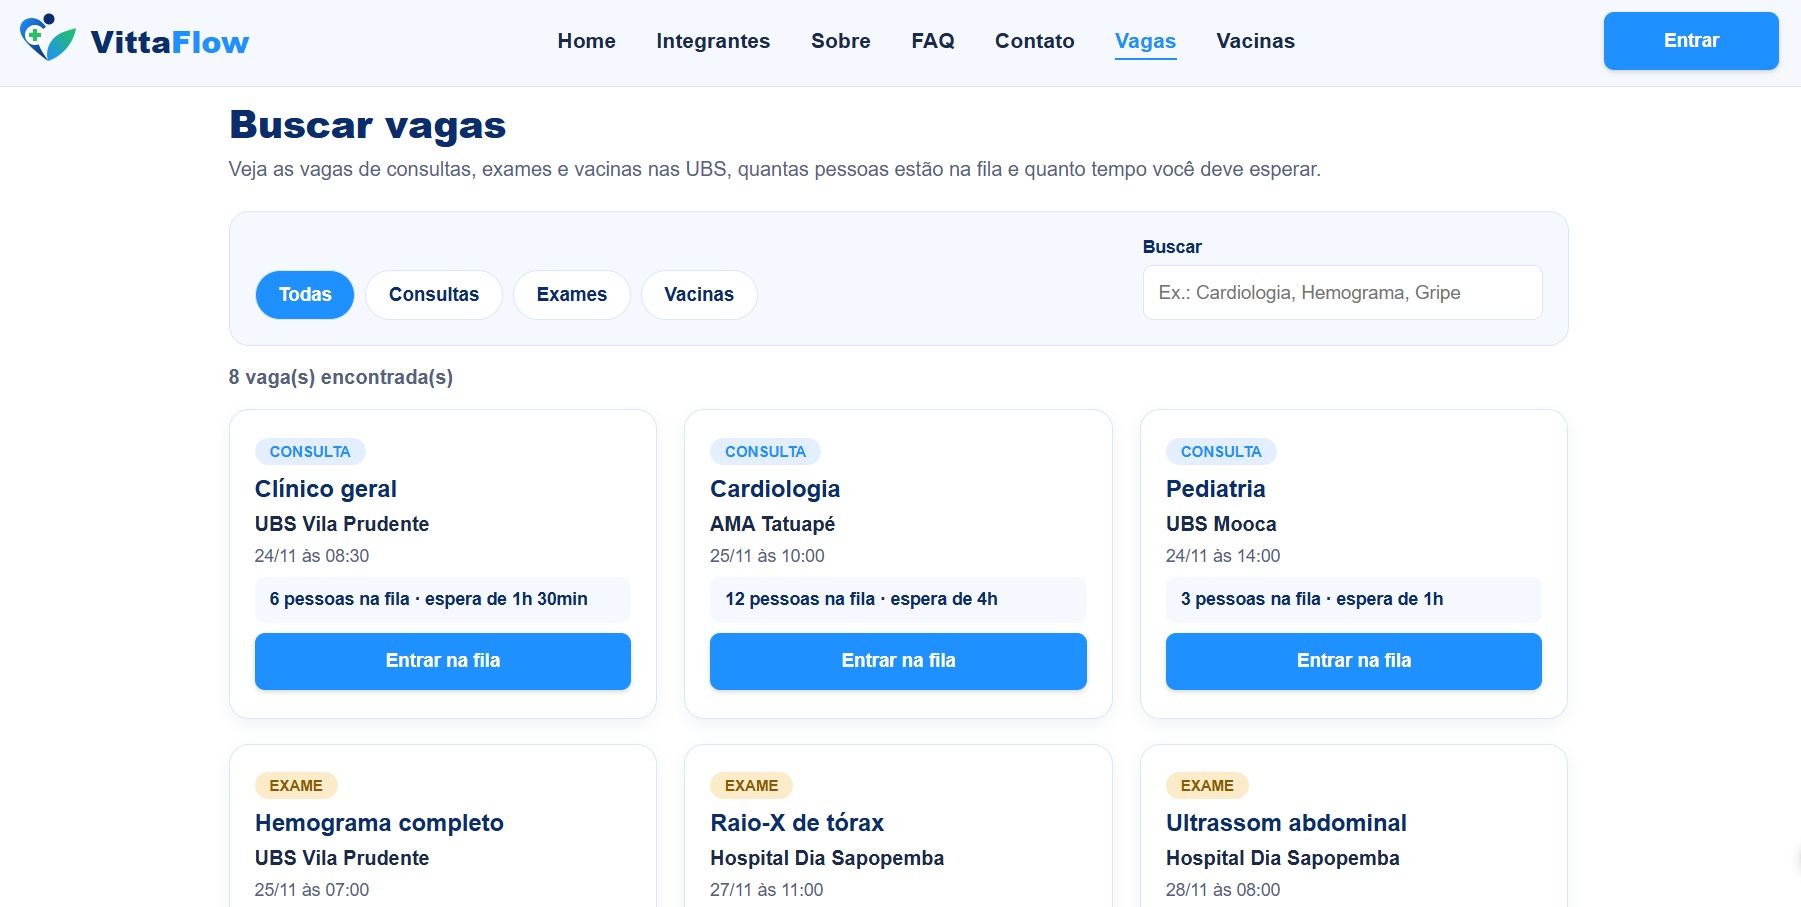 VittaFlow
Home Integrantes Sobre FAQ Contato Vagas Vacinas
Entrar
Buscar vagas
Veja as vagas de consultas, exames e vacinas nas UBS, quantas pessoas estão na fila e quanto tempo você deve esperar.
Buscar
Todas Consultas Exames Vacinas
Ex.: Cardiologia, Hemograma, Gripe
8 vaga(s) encontrada(s)
CONSULTA
Clínico geral
UBS Vila Prudente
24/11 às 08:30
6 pessoas na fila · espera de 1h 30min
Entrar na fila
CONSULTA
Cardiologia
AMA Tatuapé
25/11 às 10:00
12 pessoas na fila · espera de 4h
Entrar na fila
CONSULTA
Pediatria
UBS Mooca
24/11 às 14:00
3 pessoas na fila · espera de 1h
Entrar na fila
EXAME
Hemograma completo
UBS Vila Prudente
25/11 às 07:00
EXAME
Raio-X de tórax
Hospital Dia Sapopemba
27/11 às 11:00
EXAME
Ultrassom abdominal
Hospital Dia Sapopemba
28/11 às 08:00